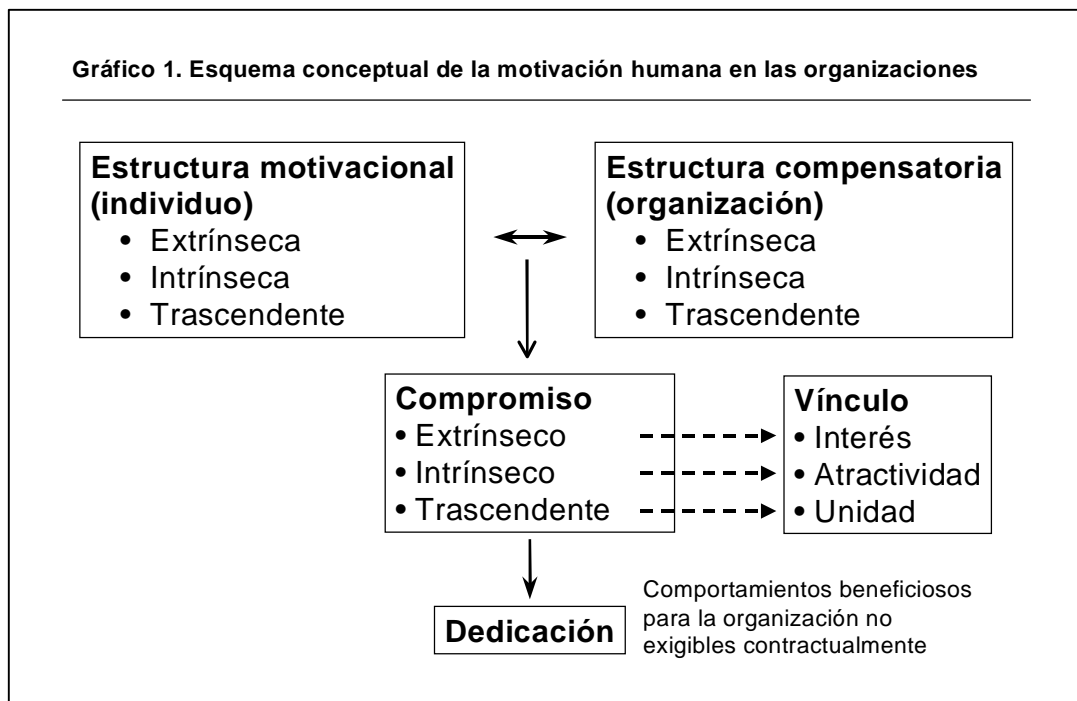 Gráfico 1. Esquema conceptual de la motivación humana en las organizaciones
Estructura motivacional
(individuo)
• Extrínseca
• Intrínseca
• Trascendente
Estructura compensatoria
(organización)
• Extrínseca
• Intrínseca
• Trascendente
Compromiso
• Extrínseco
• Intrínseco
• Trascendente
Vínculo
• Interés
• Atractividad
• Unidad
Dedicación
Comportamientos beneficiosos
para la organización no
exigibles contractualmente